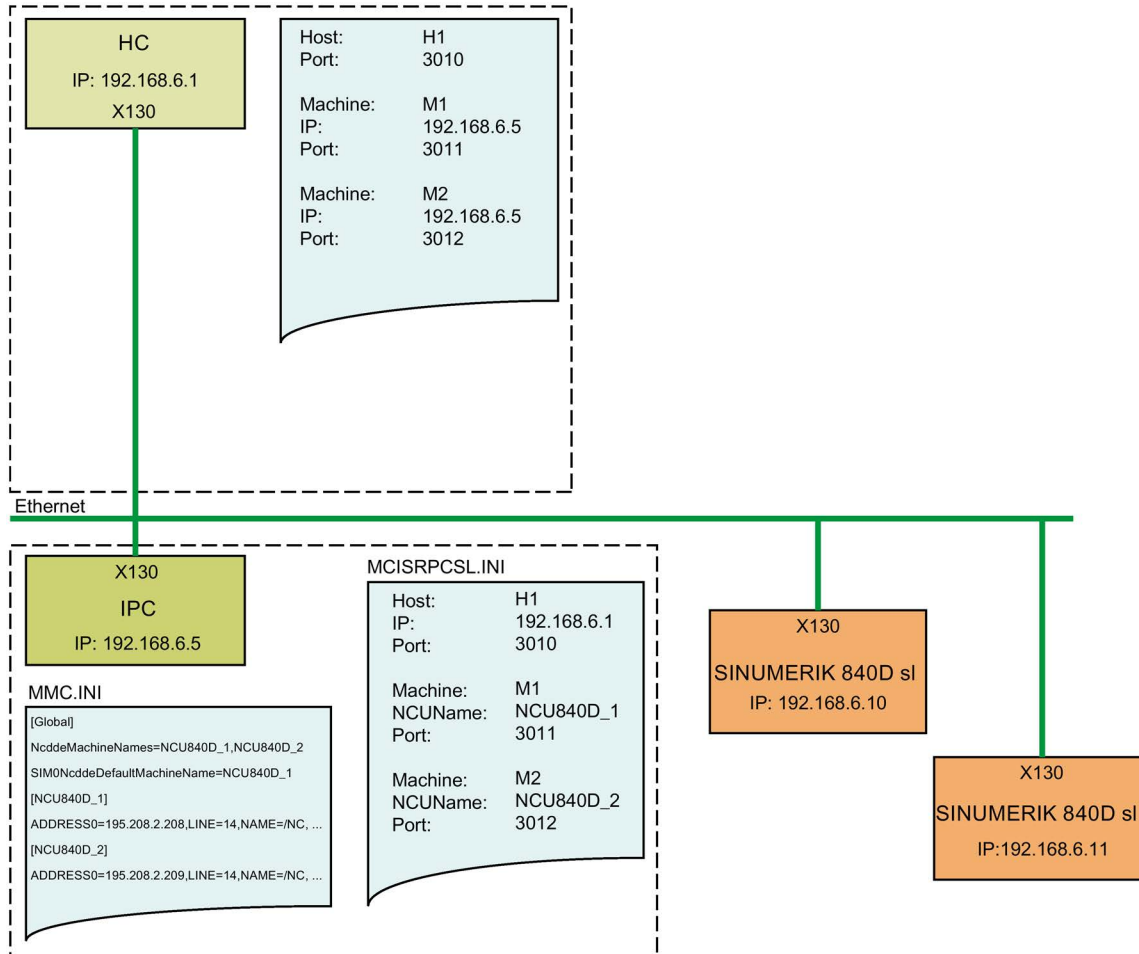 HC
IP: 192.168.6.1
X130
Host: H1
Port: 3010
Machine: M1
IP: 192.168.6.5
Port: 3011
Machine: M2
IP: 192.168.6.5
Port: 3012
Ethernet
X130
IPC
IP: 192.168.6.5
MMC.INI
[Global]
NcddeMachineNames=NCU840D_1,NCU840D_2
SIM0NcddeDefaultMachineName=NCU840D_1
[NCU840D_1]
ADDRESS0=195.208.2.208,LINE=14,NAME=/NC, ...
[NCU840D_2]
ADDRESS0=195.208.2.209,LINE=14,NAME=/NC, ...
MCISRPCSL.INI
Host: H1
IP: 192.168.6.1
Port: 3010
Machine: M1
NCUName: NCU840D_1
Port: 3011
Machine: M2
NCUName: NCU840D_2
Port: 3012
X130
SINUMERIK 840D sl
IP: 192.168.6.10
X130
SINUMERIK 840D sl
IP:192.168.6.11